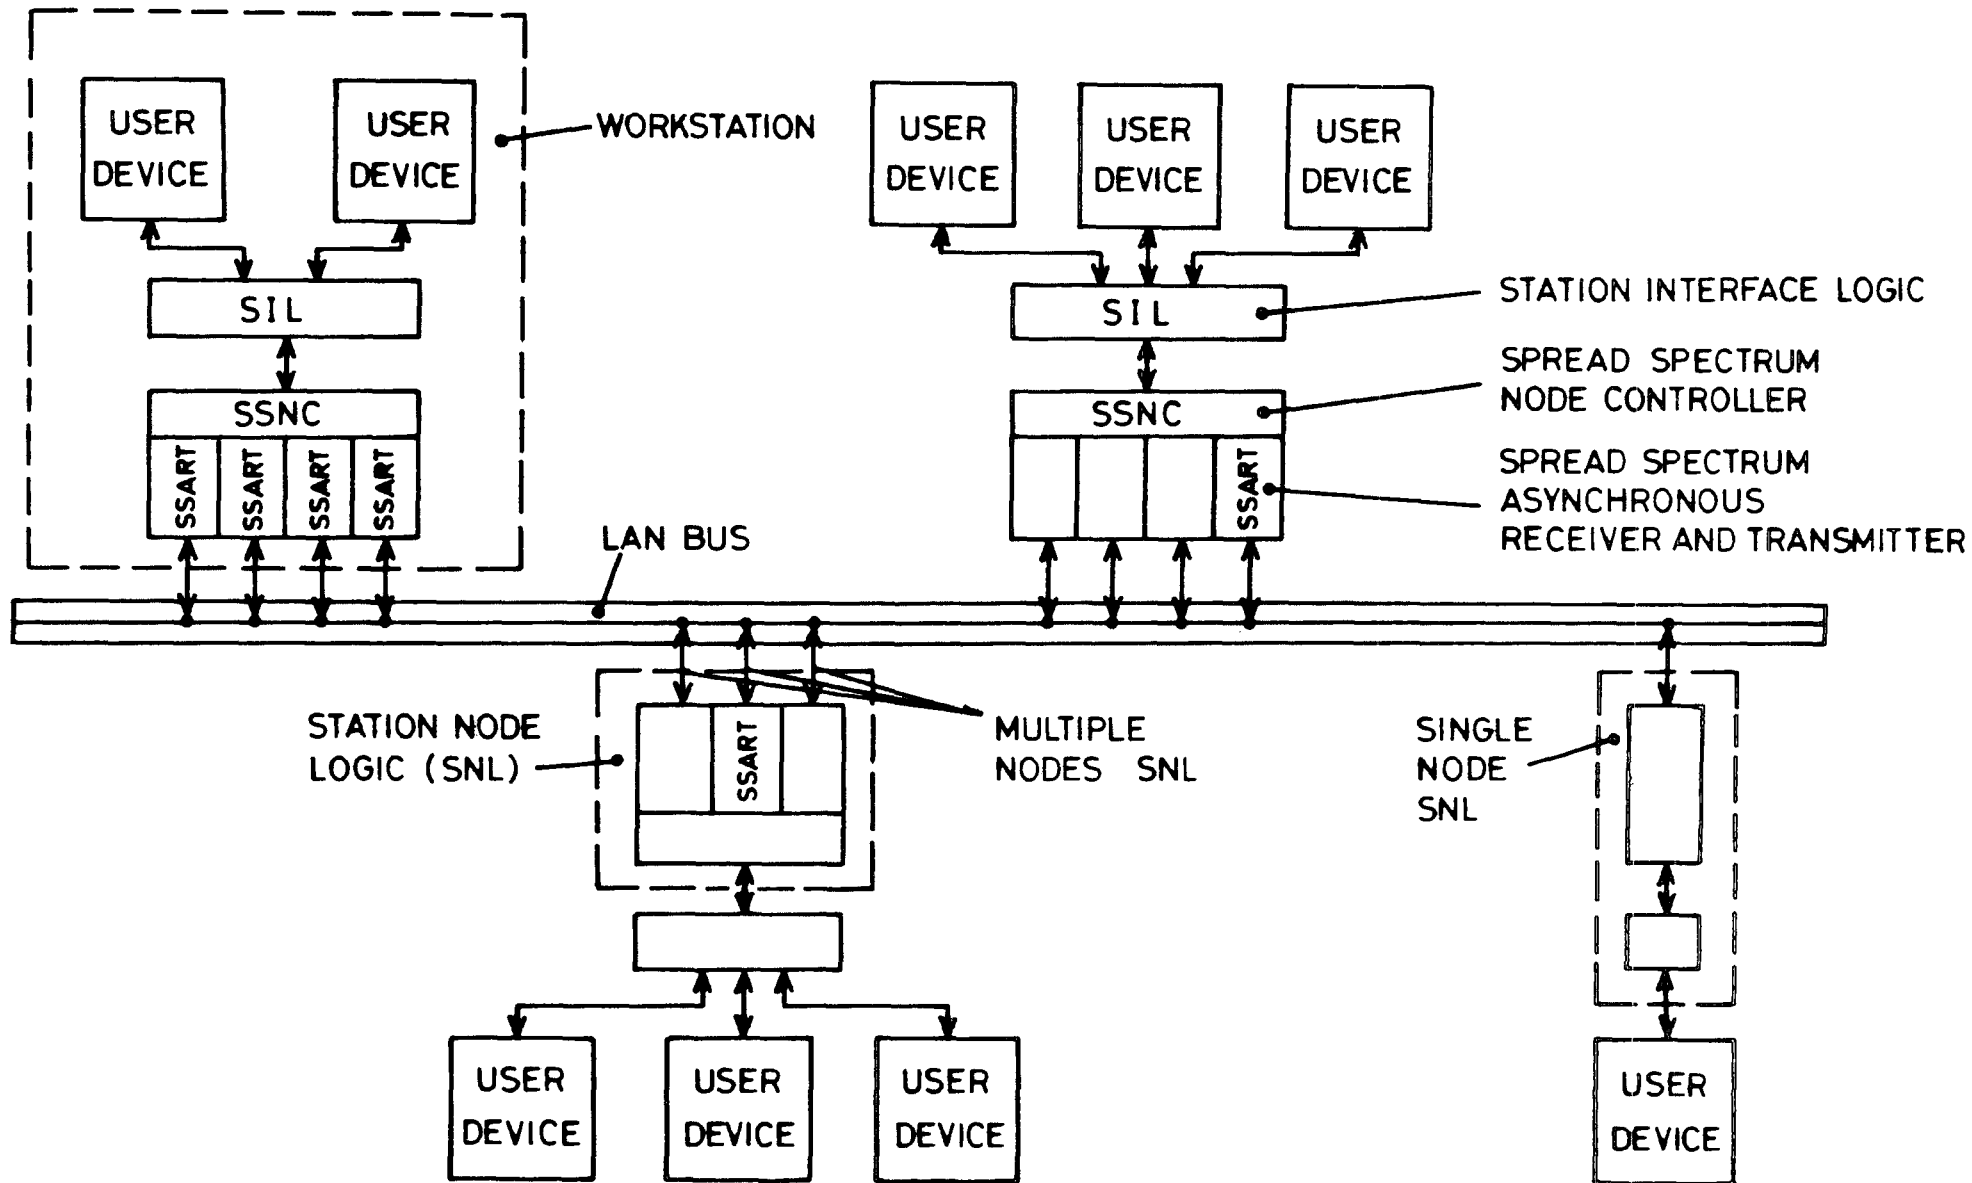 USER
DEVICE
USER
DEVICE
WORKSTATION
SIL
SSNC
SSART
SSART
SSART
SSART
USER
DEVICE
USER
DEVICE
USER
DEVICE
SIL
STATION INTERFACE LOGIC
SSNC
SPREAD SPECTRUM
NODE CONTROLLER
SSART
SPREAD SPECTRUM
ASYNCHRONOUS
RECEIVER AND TRANSMITTER
LAN BUS
STATION NODE
LOGIC (SNL)
SSART
MULTIPLE
NODES SNL
SINGLE
NODE
SNL
USER
DEVICE
USER
DEVICE
USER
DEVICE
USER
DEVICE